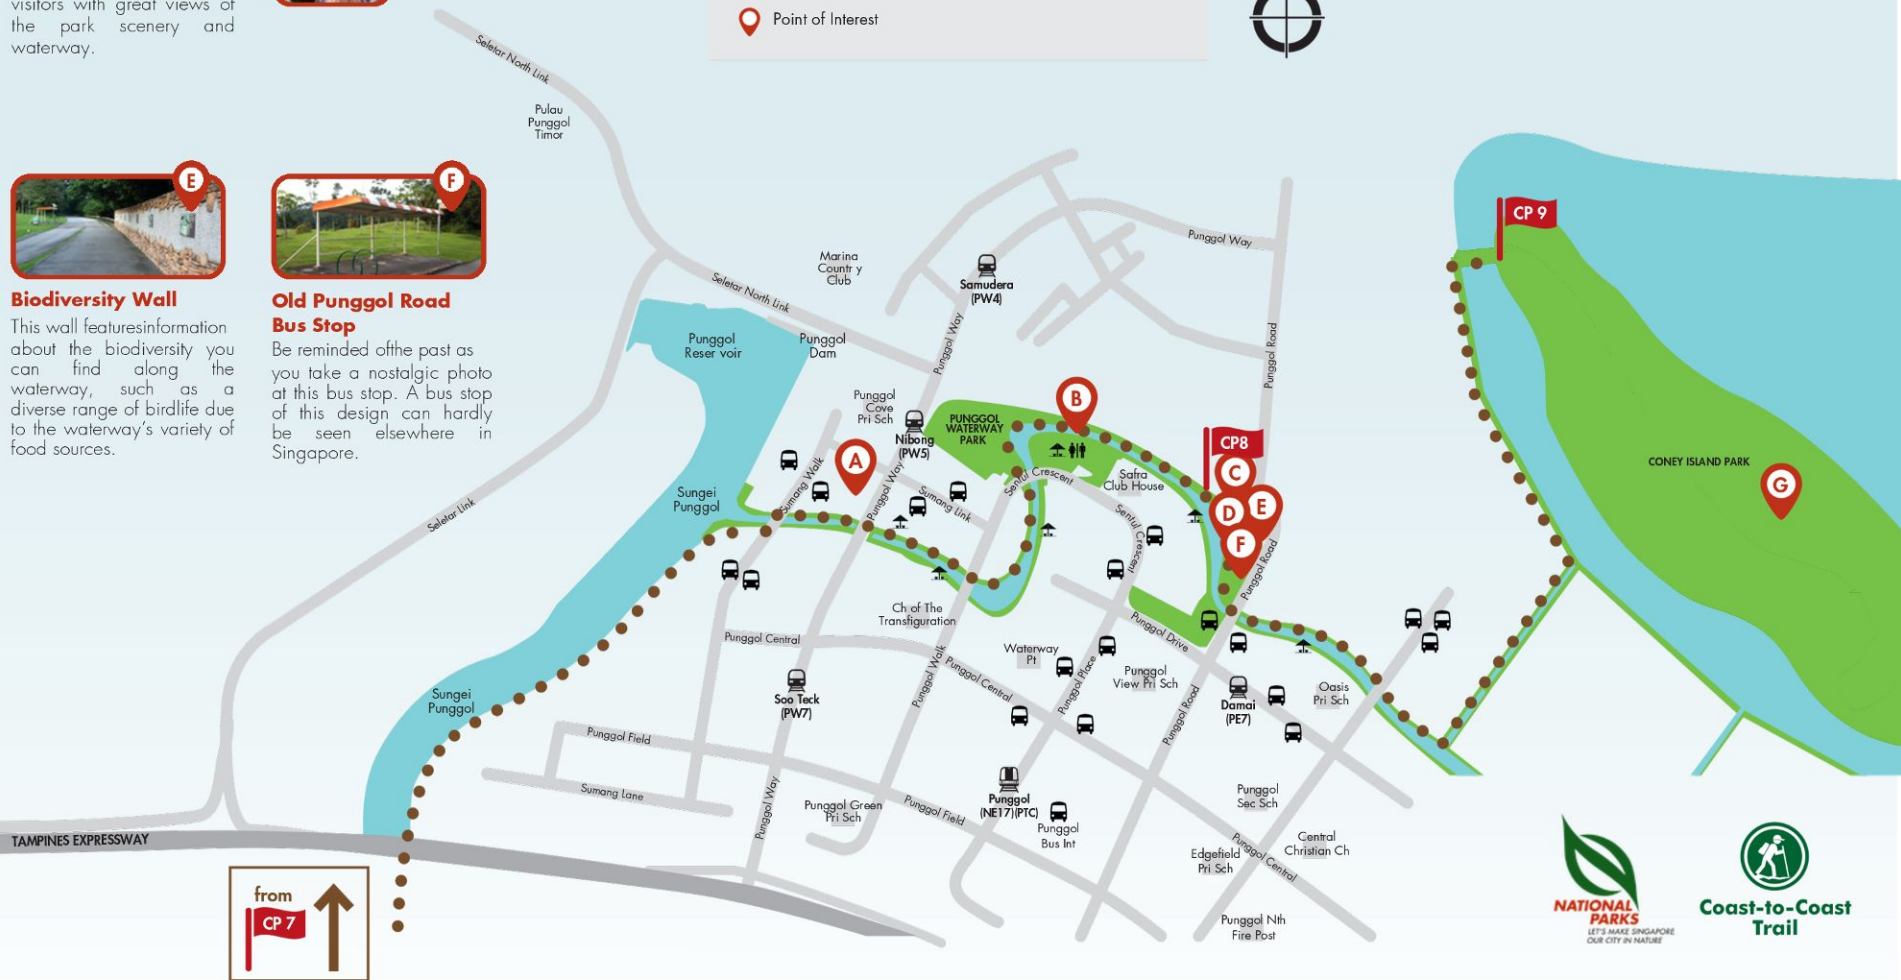 visitors with great views of
the park scenery and
waterway.
Point of Interest
E
F
Biodiversity Wall
This wall featuresinformation
about the biodiversity you
can find along the
waterway, such as a
diverse range of birdlife due
to the waterway's variety of
food sources.
Old Punggol Road
Bus Stop
Be reminded ofthe past as
you take a nostalgic photo
at this bus stop. A bus stop
of this design can hardly
be seen elsewhere in
Singapore.
Seletar North Link
Pulau
Punggol
Timor
Marina
Countr y
Club
Seletar North Link
Samudera
(PW4)
Punggol Way
Punggol Way
Punggol Road
Punggol
Reser voir
Punggol
Dam
Punggol
Cove
Pri Sch
Nibong
(PW5)
PUNGGOL
WATERWAY
PARK
B
CP8
C
D
E
F
A
Sumang Walk
Punggol Way
Sumang Link
Sentul Crescent
Safra
Club House
Sentul Crescent
Punggol Road
Sungei
Punggol
Seletar Link
CP 9
CONEY ISLAND PARK
G
Ch of The
Transfiguration
Punggol Central
Punggol Walk
Waterway
Pt
Punggol Central
Punggol Place
Punggol Drive
Punggol
View Pri Sch
Punggol Road
Damai
(PE7)
Oasis
Pri Sch
Soo Teck
(PW7)
Sungei
Punggol
Punggol Field
Sumang Lane
Punggol Way
Punggol Green
Pri Sch
Punggol Field
Punggol
(NE17)(PTC)
Punggol
Bus Int
Punggol
Sec Sch
Central
Christian Ch
Edgefield
Pri Sch
Punggol Central
Punggol Nth
Fire Post
TAMPINES EXPRESSWAY
from
CP 7
NATIONAL
PARKS
LET'S MAKE SINGAPORE
OUR CITY IN NATURE
Coast-to-Coast
Trail